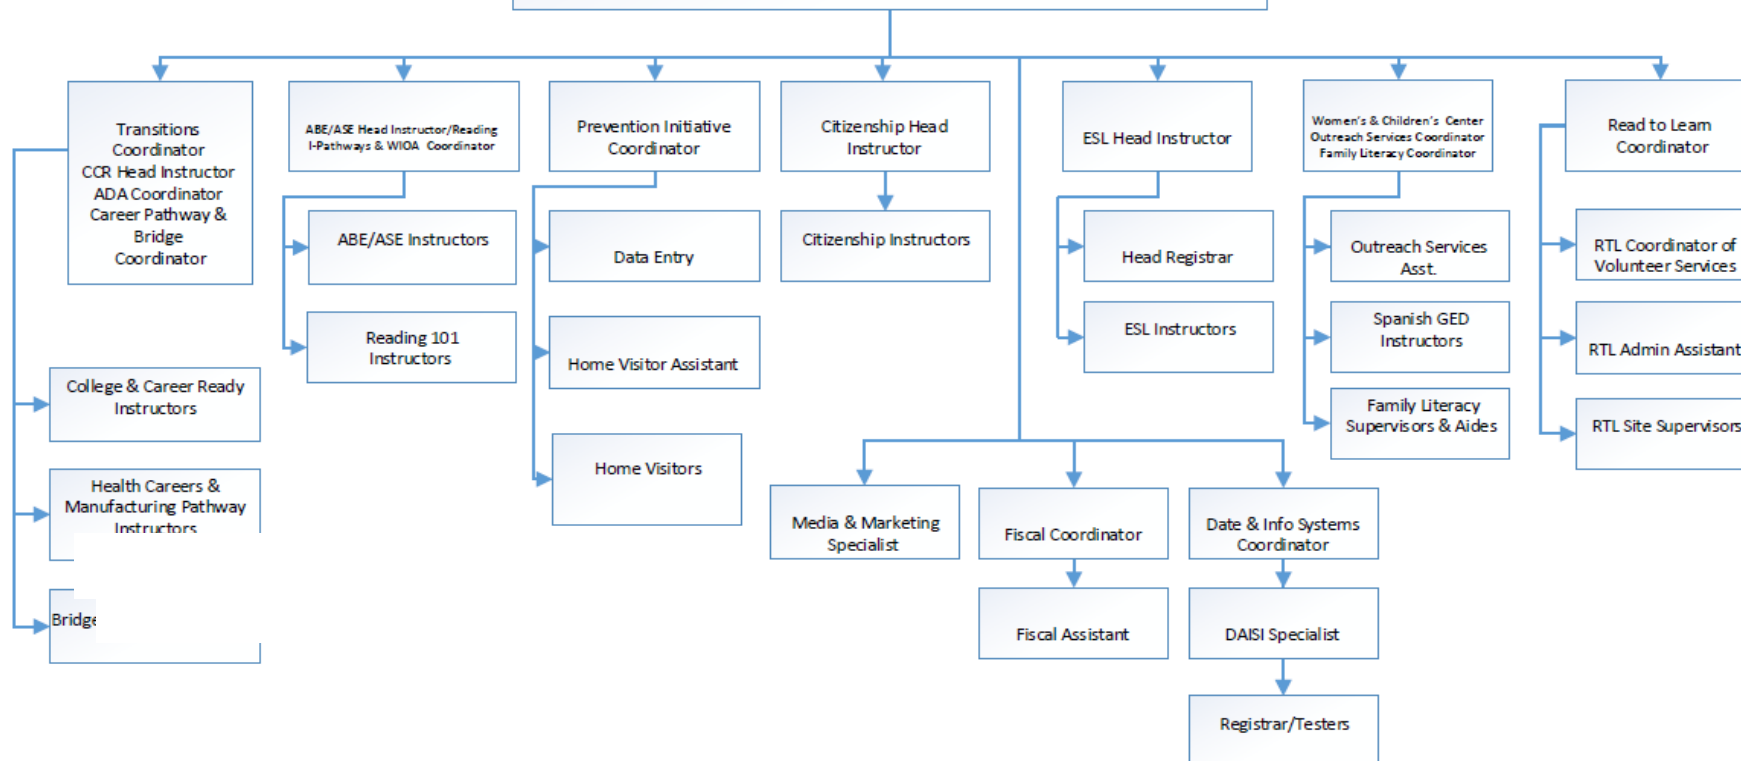 Transitions
Coordinator
CCR Head Instructor
ADA Coordinator
Career Pathway &
Bridge
Coordinator
ABE/ASE Head Instructor/Reading
I-Pathways & WIOA Coordinator
Prevention Initiative
Coordinator
Citizenship Head
Instructor
ESL Head Instructor
Women's & Children's Center
Outreach Services Coordinator
Family Literacy Coordinator
Read to Learn
Coordinator
College & Career Ready
Instructors
Health Careers &
Manufacturing Pathway
Instructors
Bridge
ABE/ASE Instructors
Reading 101
Instructors
Data Entry
Home Visitor Assistant
Home Visitors
Citizenship Instructors
Head Registrar
ESL Instructors
Outreach Services
Asst.
Spanish GED
Instructors
Family Literacy
Supervisors & Aides
RTL Coordinator of
Volunteer Services
RTL Admin Assistant
RTL Site Supervisors
Media & Marketing
Specialist
Fiscal Coordinator
Fiscal Assistant
Date & Info Systems
Coordinator
DAISI Specialist
Registrar/Testers